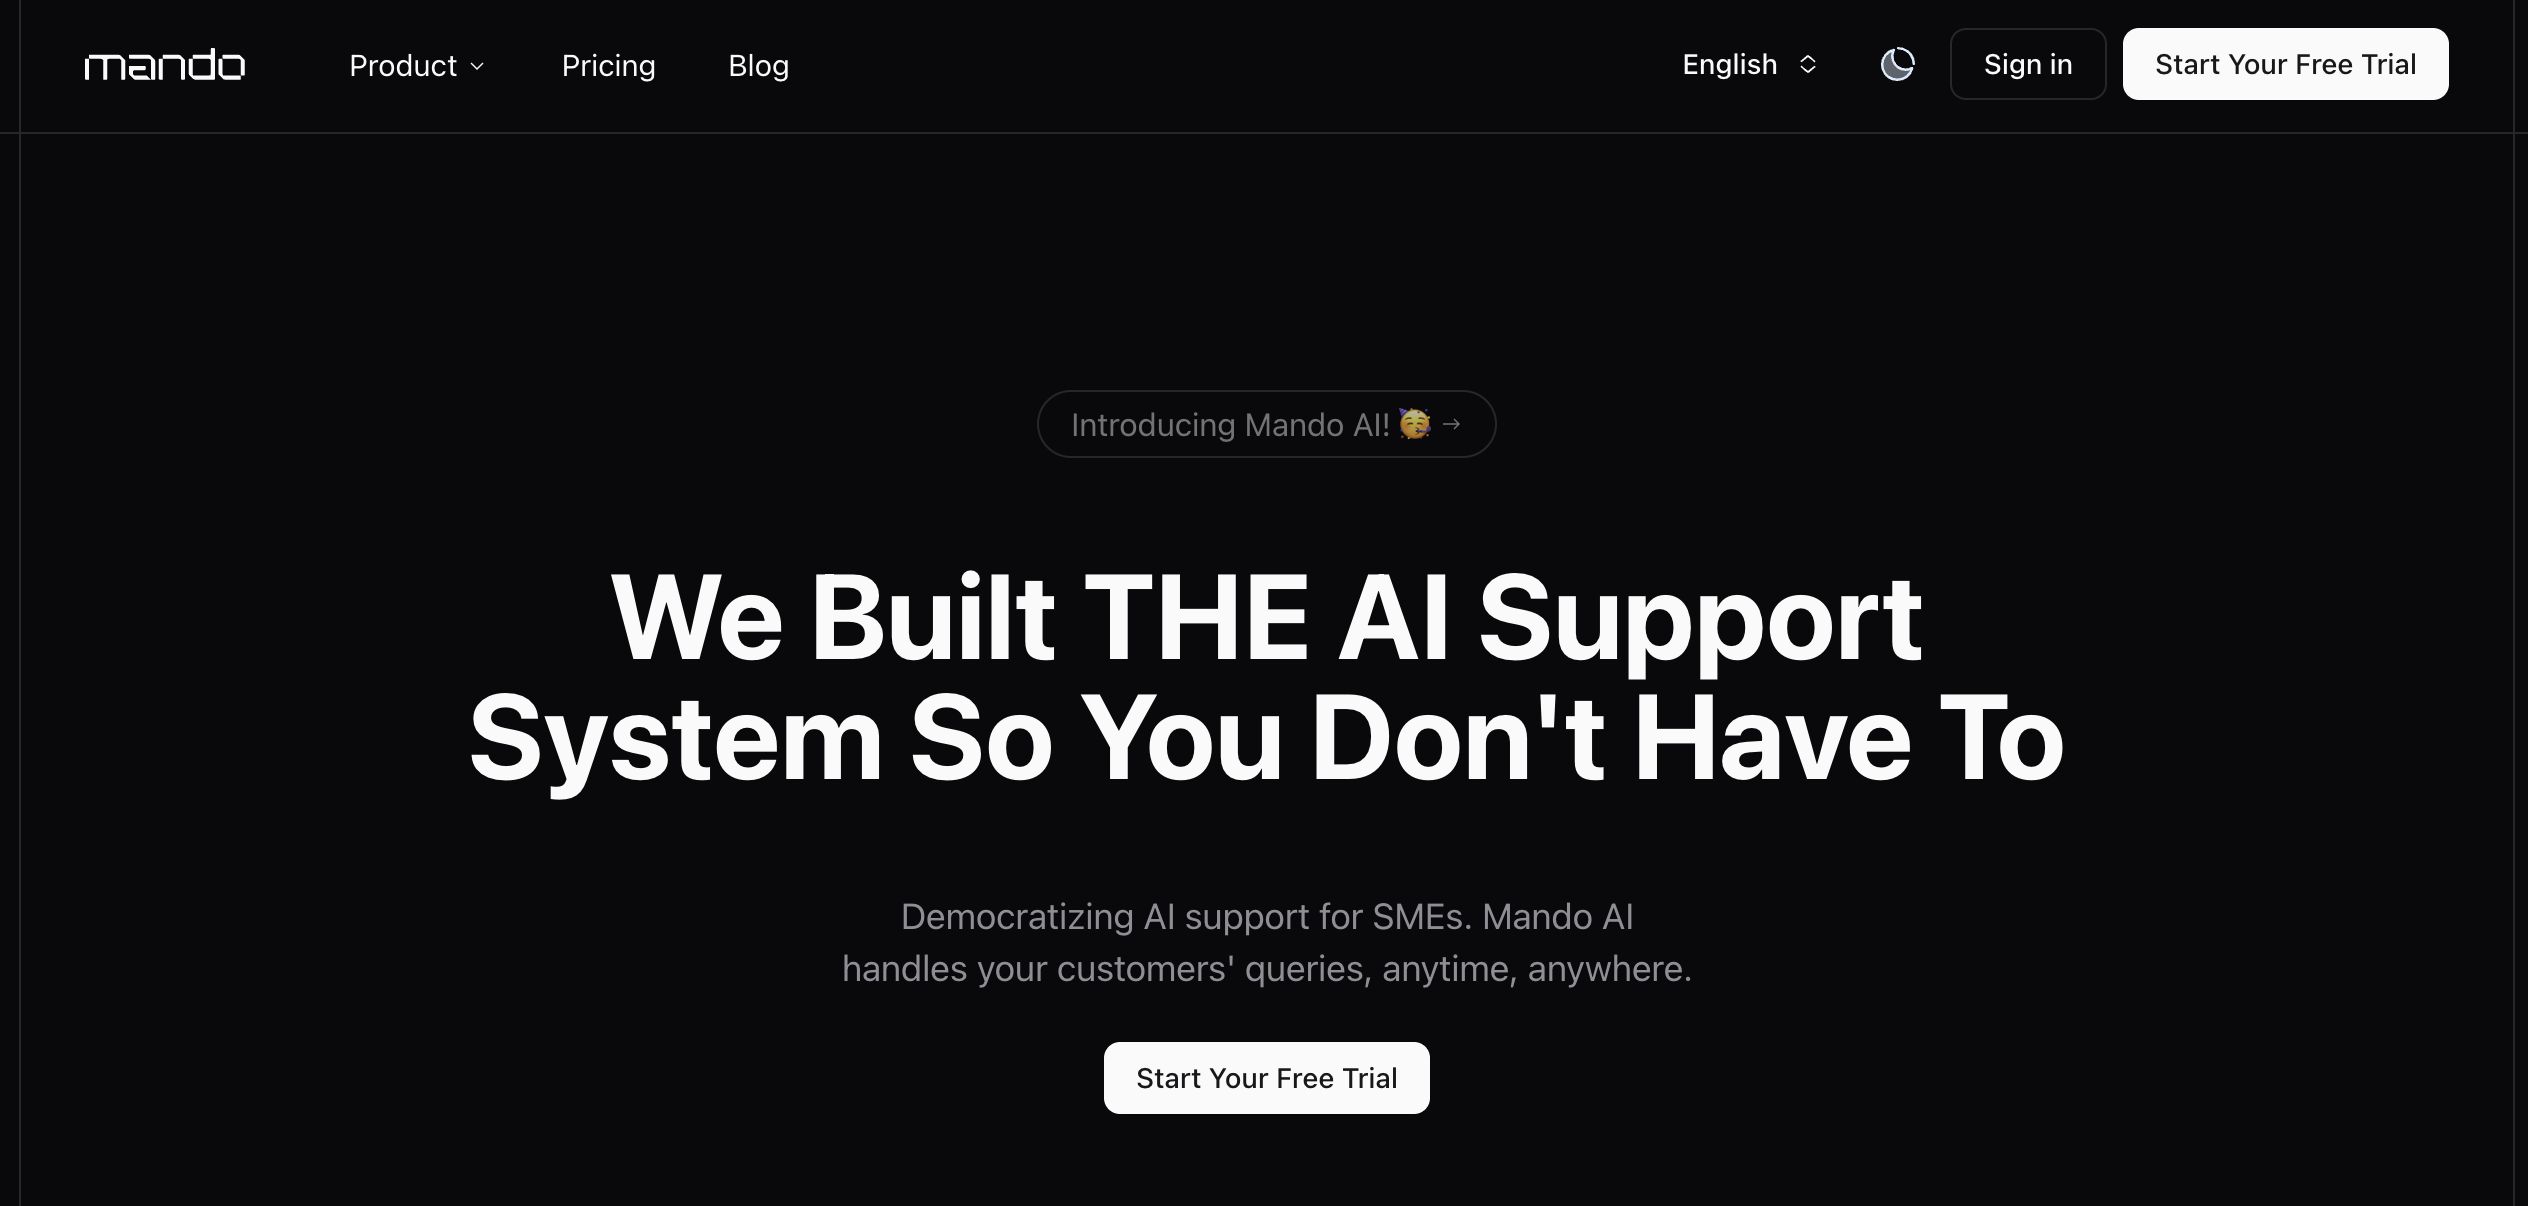 mando
Product
Pricing
Blog
English
Sign in
Start Your Free Trial
Introducing Mando AI! 🥳 →
We Built THE AI Support
System So You Don't Have To
Democratizing AI support for SMEs. Mando AI
handles your customers' queries, anytime, anywhere.
Start Your Free Trial